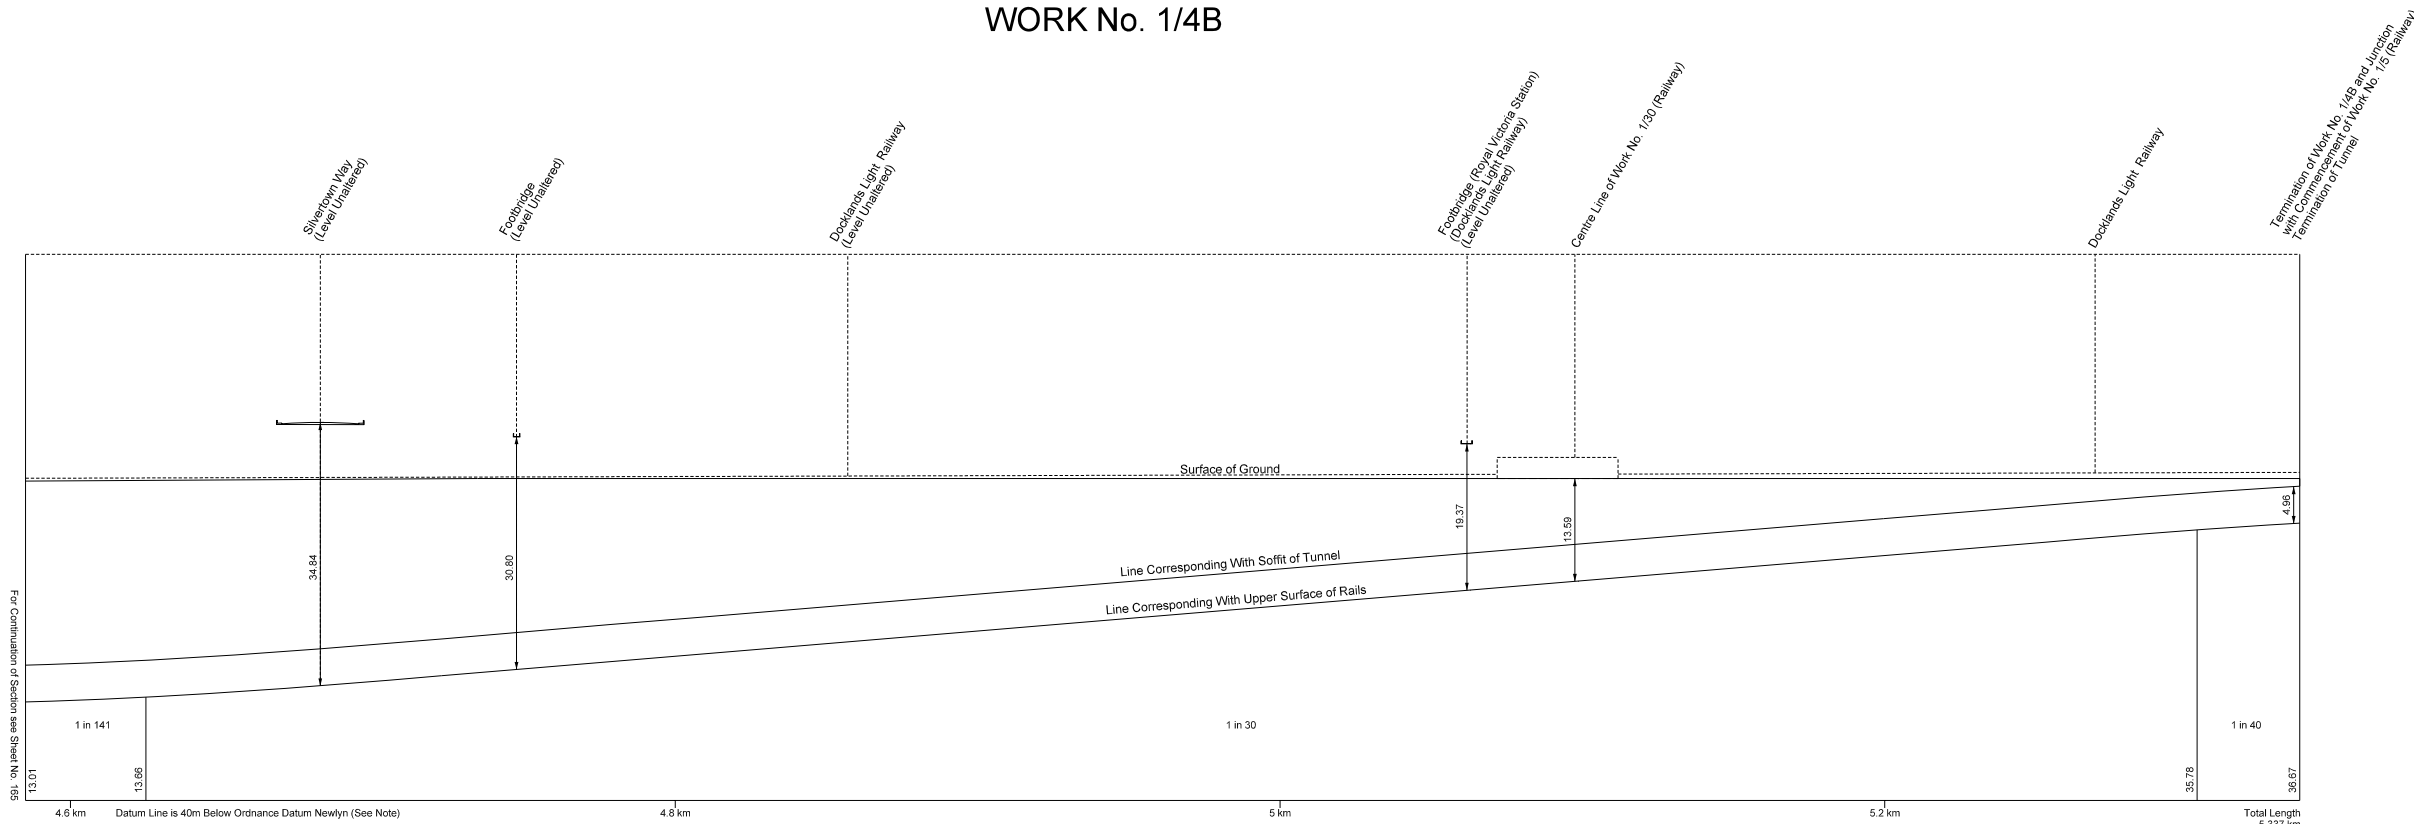 WORK No. 1/4B
Silvertown Way
(Level Unaltered)
Footbridge
(Level Unaltered)
Docklands Light Railway
(Level Unaltered)
Footbridge (Royal Victoria Station)
(Docklands Light Railway)
(Level Unaltered)
Centre Line of Work No. 1/30 (Railway)
Docklands Light Railway
Termination of Work No. 1/4B and Junction
with Commencement of Work No. 1/5 (Railway)
Termination of Tunnel
Surface of Ground
34.84
30.80
19.37
13.59
4.96
Line Corresponding With Soffit of Tunnel
Line Corresponding With Upper Surface of Rails
For Continuation of Section see Sheet No. 165
1 in 141
1 in 30
1 in 40
13.01
13.66
35.78
36.67
4.6 km
Datum Line is 40m Below Ordnance Datum Newlyn (See Note)
4.8 km
5 km
5.2 km
Total Length
5.337 km